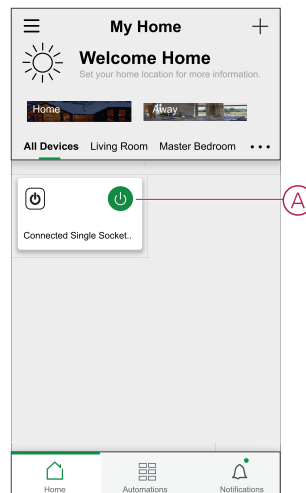 My Home
Welcome Home
Set your home location for more information.
Home Away
All Devices Living Room Master Bedroom •••
Connected Single Socket..
A
Home Automations Notifications